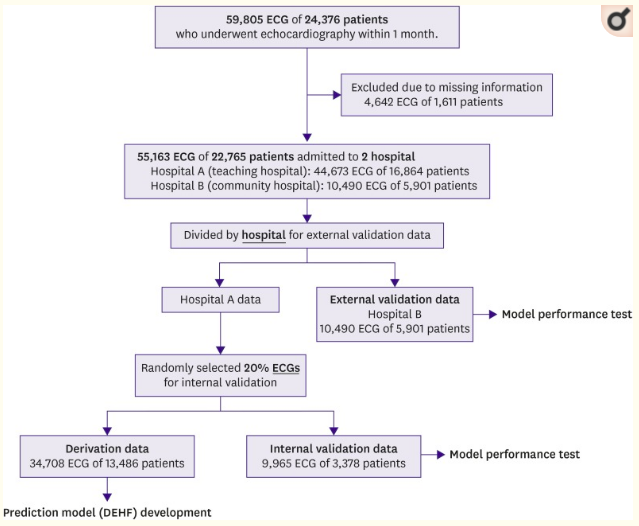 59,805 ECG of 24,376 patients
who underwent echocardiography within 1 month.
Excluded due to missing information
4,642 ECG of 1,611 patients
55,163 ECG of 22,765 patients admitted to 2 hospital
Hospital A (teaching hospital): 44,673 ECG of 16,864 patients
Hospital B (community hospital): 10,490 ECG of 5,901 patients
Divided by hospital for external validation data
Hospital A data
External validation data
Hospital B
10,490 ECG of 5,901 patients
Model performance test
Randomly selected 20% ECGs
for internal validation
Derivation data
34,708 ECG of 13,486 patients
Internal validation data
9,965 ECG of 3,378 patients
Model performance test
Prediction model (DEHF) development